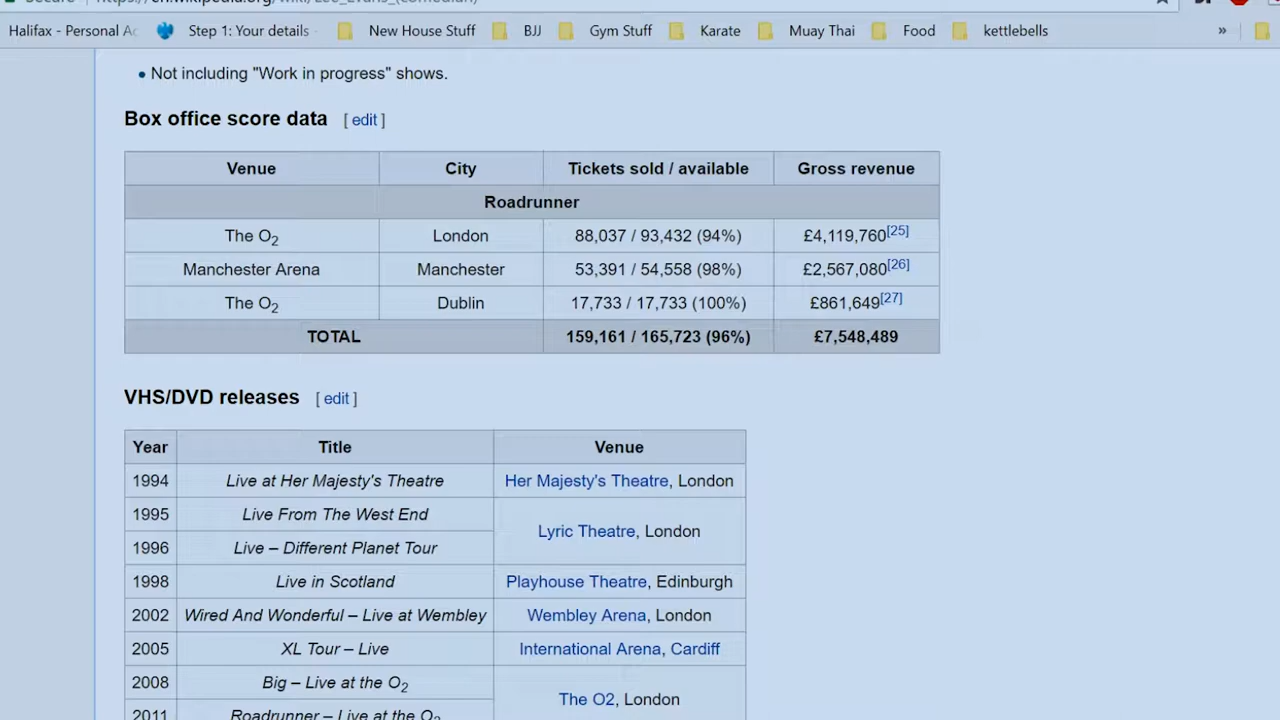 Halifax - Personal Ac Step 1: Your details New House Stuff BJJ Gym Stuff Karate Muay Thai Food kettlebells »
• Not including "Work in progress" shows.
Box office score data [ edit ]
Venue City Tickets sold / available Gross revenue
Roadrunner
The O2 London 88,037 / 93,432 (94%) £4,119,760[25]
Manchester Arena Manchester 53,391 / 54,558 (98%) £2,567,080[26]
The O2 Dublin 17,733 / 17,733 (100%) £861,649[27]
TOTAL 159,161 / 165,723 (96%) £7,548,489
VHS/DVD releases [ edit ]
Year Title Venue
1994 Live at Her Majesty's Theatre Her Majesty's Theatre, London
1995 Live From The West End
Lyric Theatre, London
1996 Live – Different Planet Tour
1998 Live in Scotland Playhouse Theatre, Edinburgh
2002 Wired And Wonderful – Live at Wembley Wembley Arena, London
2005 XL Tour – Live International Arena, Cardiff
2008 Big – Live at the O2
The O2, London
2011 Roadrunner – Live at the O2